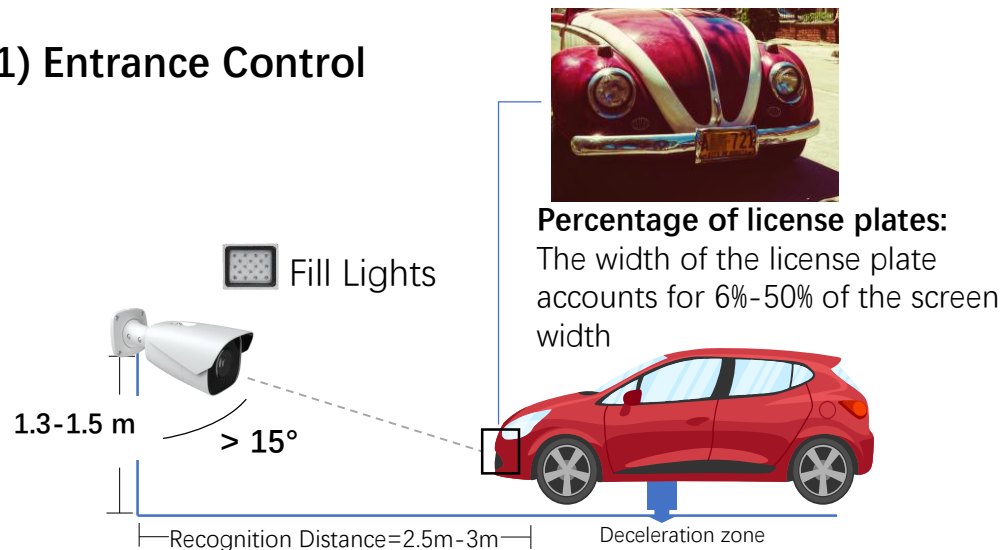 1) Entrance Control
A 721
Percentage of license plates:
The width of the license plate
accounts for 6%-50% of the screen
width
Fill Lights
1.3-1.5 m
> 15°
Recognition Distance=2.5m-3m
Deceleration zone